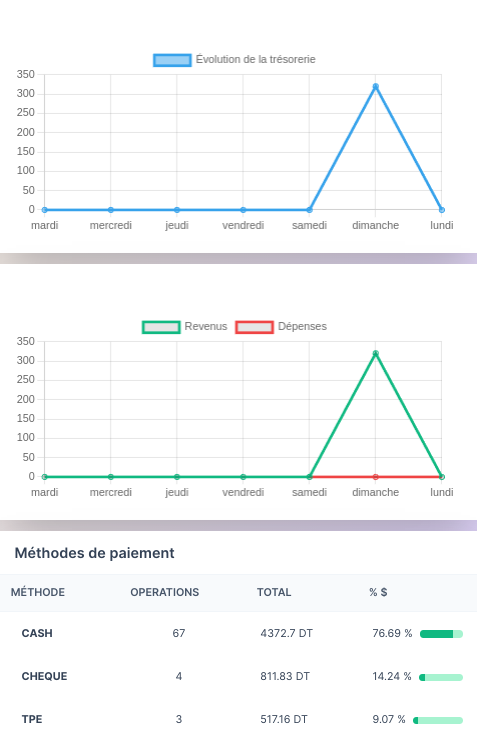 Évolution de la trésorerie
350
300
250
200
150
100
50
0
mardi mercredi jeudi vendredi samedi dimanche lundi
Revenus Dépenses
350
300
250
200
150
100
50
0
mardi mercredi jeudi vendredi samedi dimanche lundi
Méthodes de paiement
MÉTHODE OPERATIONS TOTAL % $
CASH 67 4372.7 DT 76.69 %
CHEQUE 4 811.83 DT 14.24 %
TPE 3 517.16 DT 9.07 %